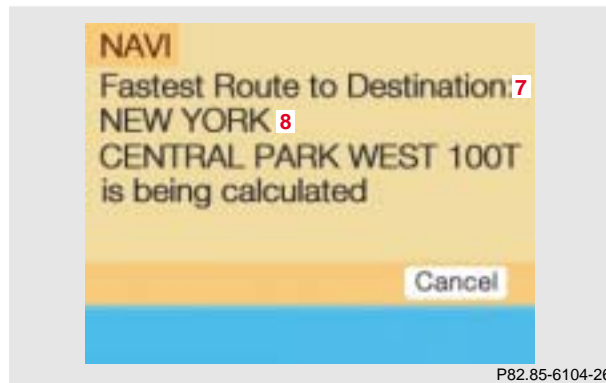 NAVI
Fastest Route to Destination: 7
NEW YORK 8
CENTRAL PARK WEST 100T
is being calculated
Cancel
P82.85-6104-26